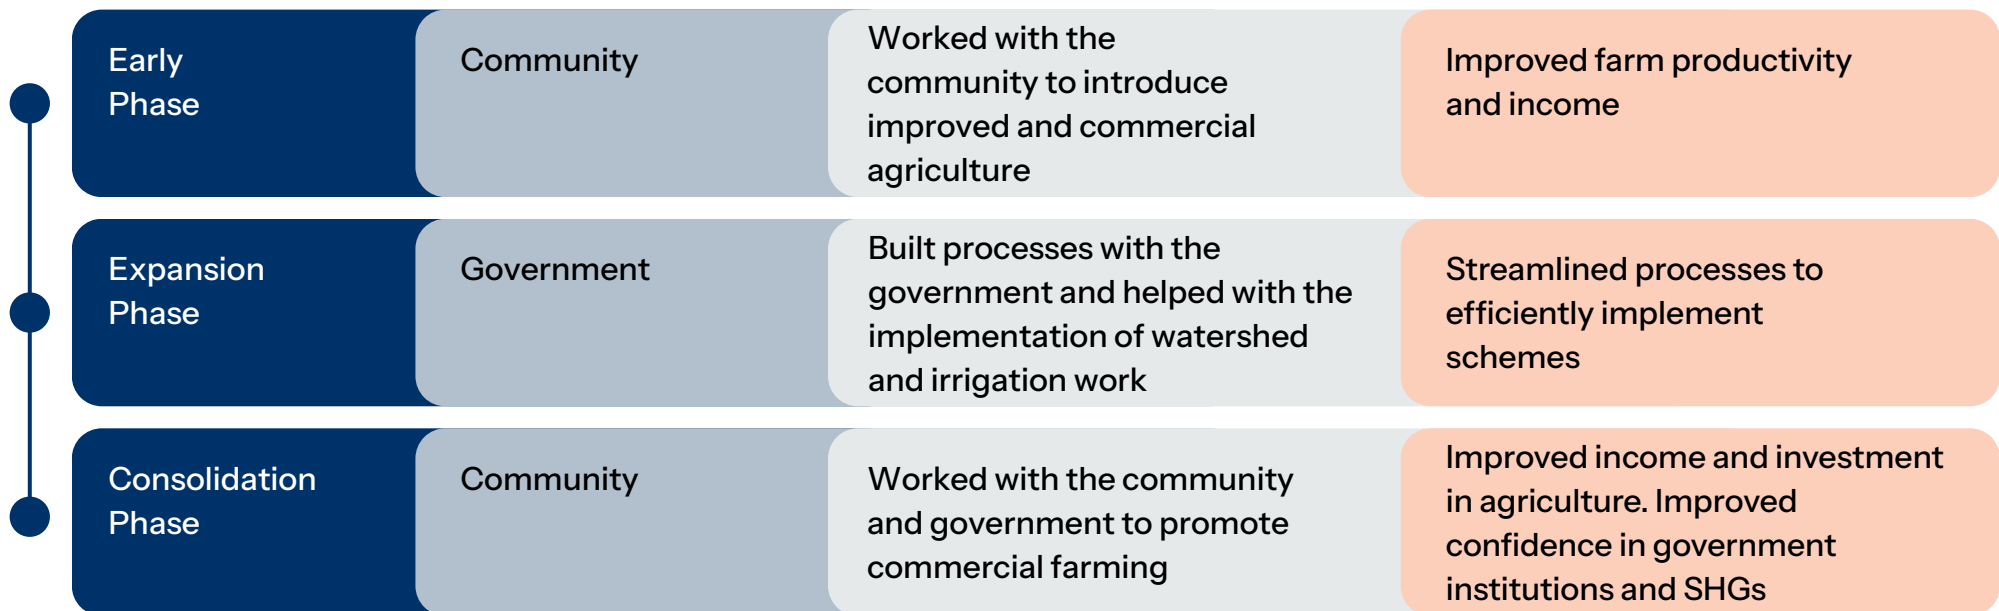 Early
Phase
Community
Worked with the
community to introduce
improved and commercial
agriculture
Improved farm productivity
and income
Expansion
Phase
Government
Built processes with the
government and helped with the
implementation of watershed
and irrigation work
Streamlined processes to
efficiently implement
schemes
Consolidation
Phase
Community
Worked with the community
and government to promote
commercial farming
Improved income and investment
in agriculture. Improved
confidence in government
institutions and SHGs